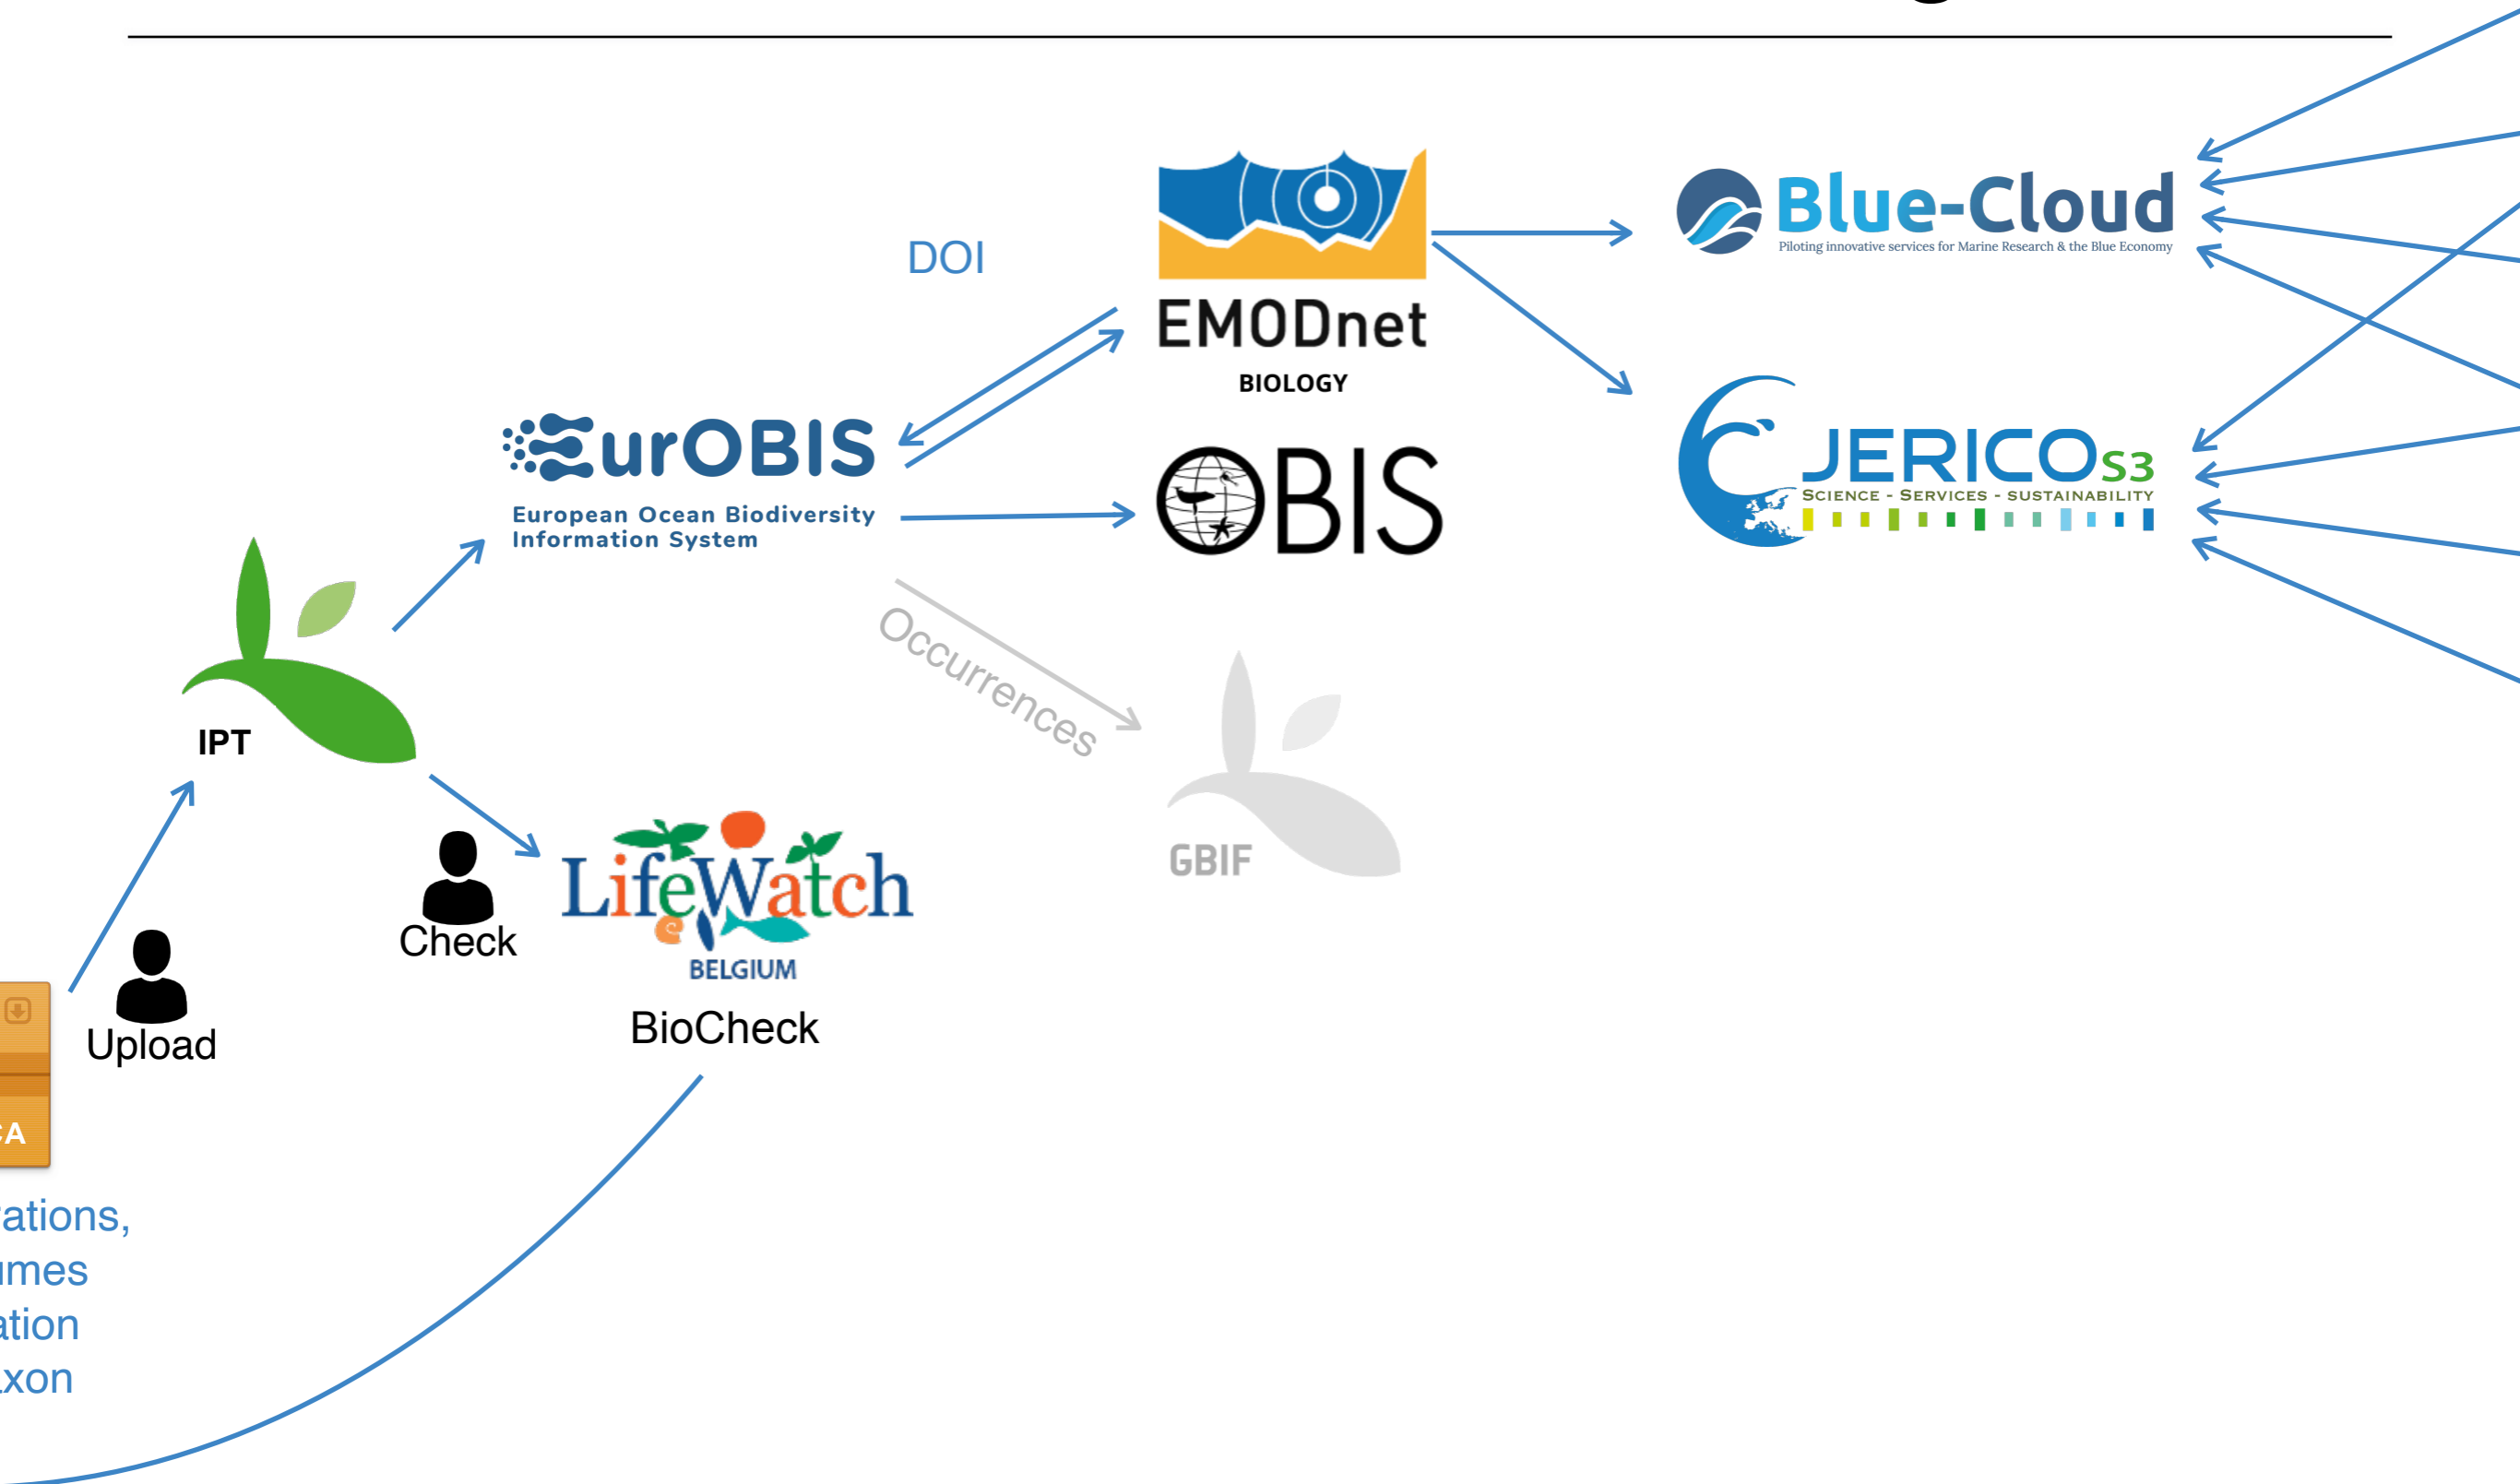 DOI
Blue-Cloud
Piloting innovative services for Marine Research & the Blue Economy
EMODnet
BIOLOGY
EurOBIS
European Ocean Biodiversity
Information System
OBIS
JERICO S3
SCIENCE - SERVICES - SUSTAINABILITY
Occurrences
IPT
GBIF
LifeWatch
BELGIUM
Check
BioCheck
Upload